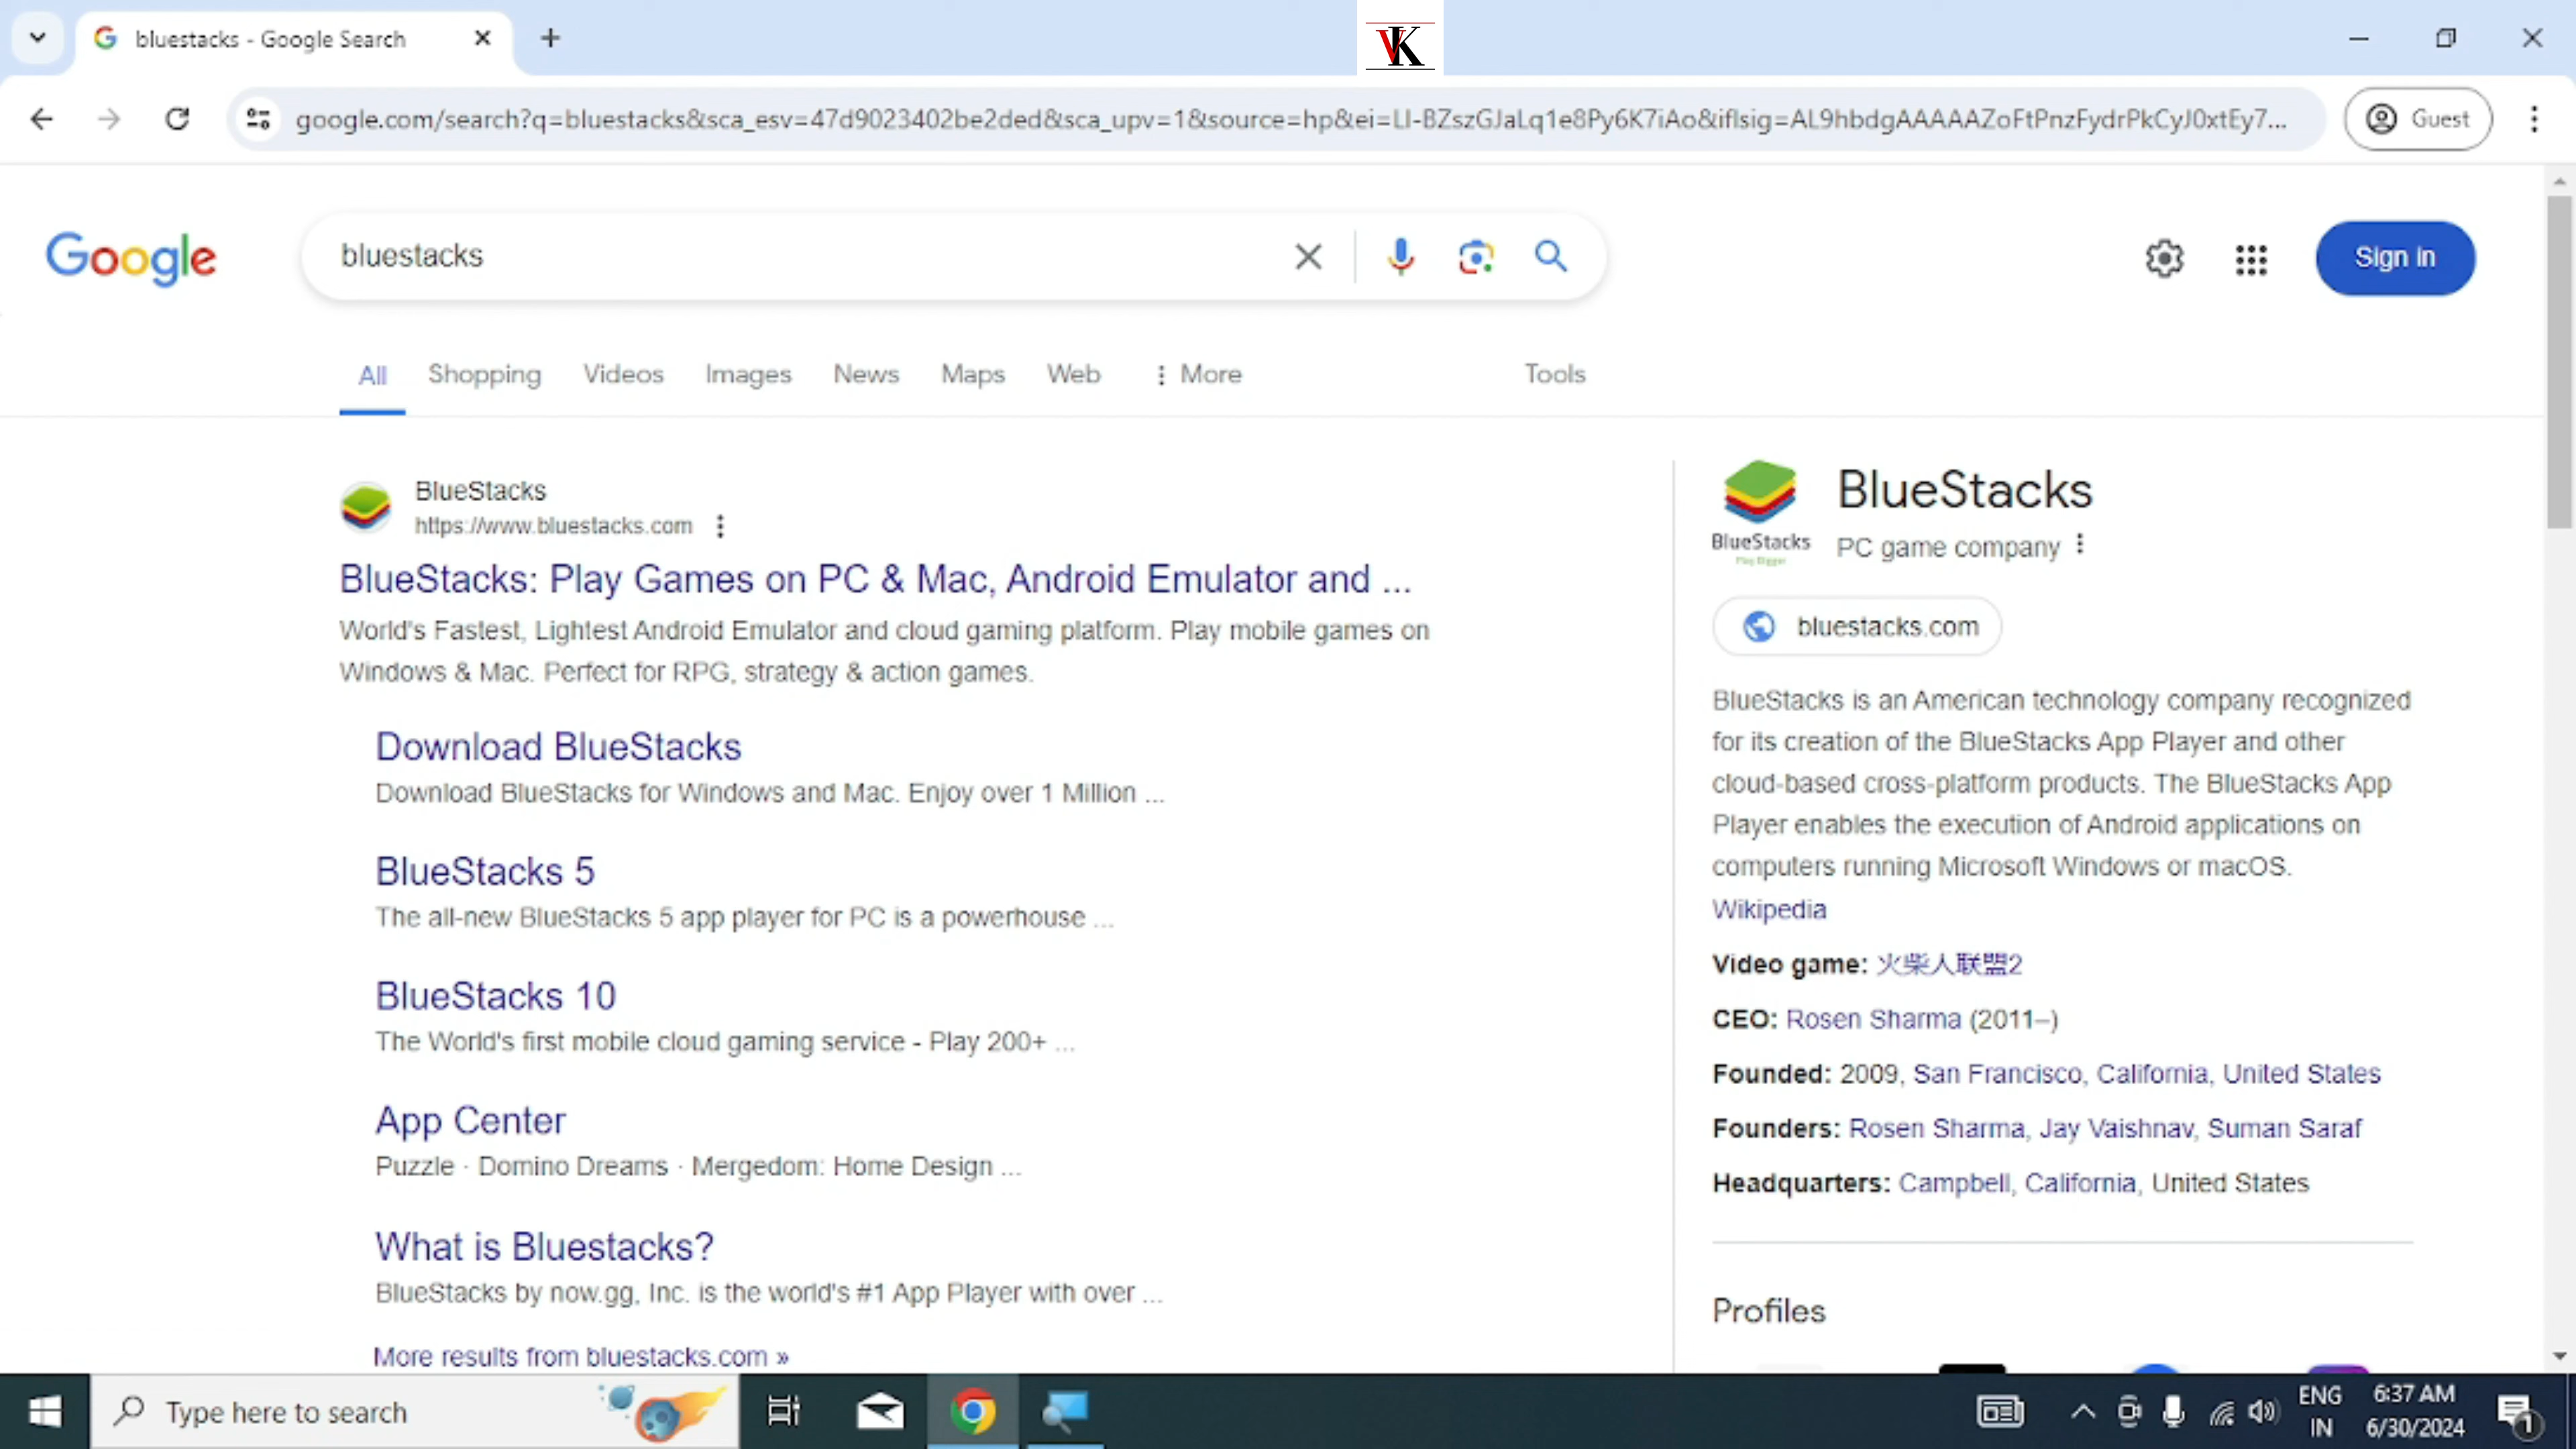 bluestacks - Google Search
VK
google.com/search?q=bluestacks&sca_esv=47d9023402be2ded&sca_upv=1&source=hp&ei=LI-BZszGJaLq1e8Py6K7iAo&iflsig=AL9hbdgAAAAAZoFtPnzFydrPkCyJ0xtEy7...
Guest
Google
bluestacks
Sign in
All Shopping Videos Images News Maps Web More Tools
BlueStacks
https://www.bluestacks.com
BlueStacks: Play Games on PC & Mac, Android Emulator and ...
World's Fastest, Lightest Android Emulator and cloud gaming platform. Play mobile games on
Windows & Mac. Perfect for RPG, strategy & action games.
Download BlueStacks
Download BlueStacks for Windows and Mac. Enjoy over 1 Million ...
BlueStacks 5
The all-new BlueStacks 5 app player for PC is a powerhouse ...
BlueStacks 10
The World's first mobile cloud gaming service - Play 200+ ...
App Center
Puzzle · Domino Dreams · Mergedom: Home Design ...
What is Bluestacks?
BlueStacks by now.gg, Inc. is the world's #1 App Player with over ...
More results from bluestacks.com »
BlueStacks
Play Bigger
BlueStacks
PC game company
bluestacks.com
BlueStacks is an American technology company recognized
for its creation of the BlueStacks App Player and other
cloud-based cross-platform products. The BlueStacks App
Player enables the execution of Android applications on
computers running Microsoft Windows or macOS.
Wikipedia
Video game: 火柴人联盟2
CEO: Rosen Sharma (2011–)
Founded: 2009, San Francisco, California, United States
Founders: Rosen Sharma, Jay Vaishnav, Suman Saraf
Headquarters: Campbell, California, United States
Profiles
Type here to search
ENG
IN
6:37 AM
6/30/2024
1